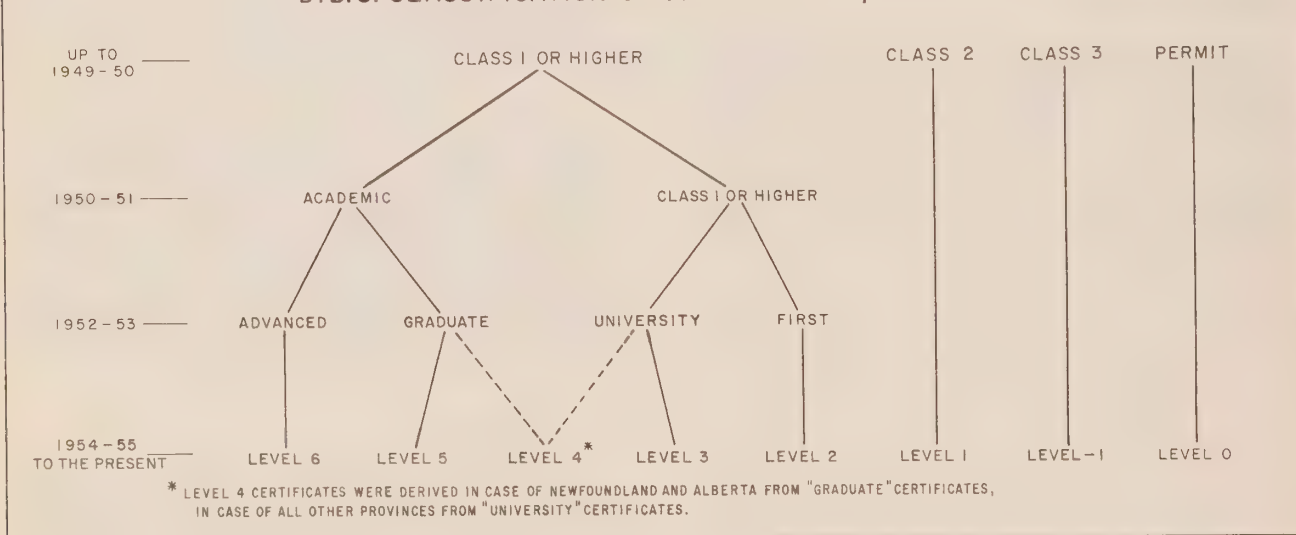 UP TO
1949-50
CLASS 1 OR HIGHER
CLASS 2
CLASS 3
PERMIT
1950-51
ACADEMIC
CLASS 1 OR HIGHER
1952-53
ADVANCED
GRADUATE
UNIVERSITY
FIRST
1954-55
TO THE PRESENT
LEVEL 6
LEVEL 5
LEVEL 4*
LEVEL 3
LEVEL 2
LEVEL 1
LEVEL-1
LEVEL 0
* LEVEL 4 CERTIFICATES WERE DERIVED IN CASE OF NEWFOUNDLAND AND ALBERTA FROM "GRADUATE" CERTIFICATES,
IN CASE OF ALL OTHER PROVINCES FROM "UNIVERSITY" CERTIFICATES.